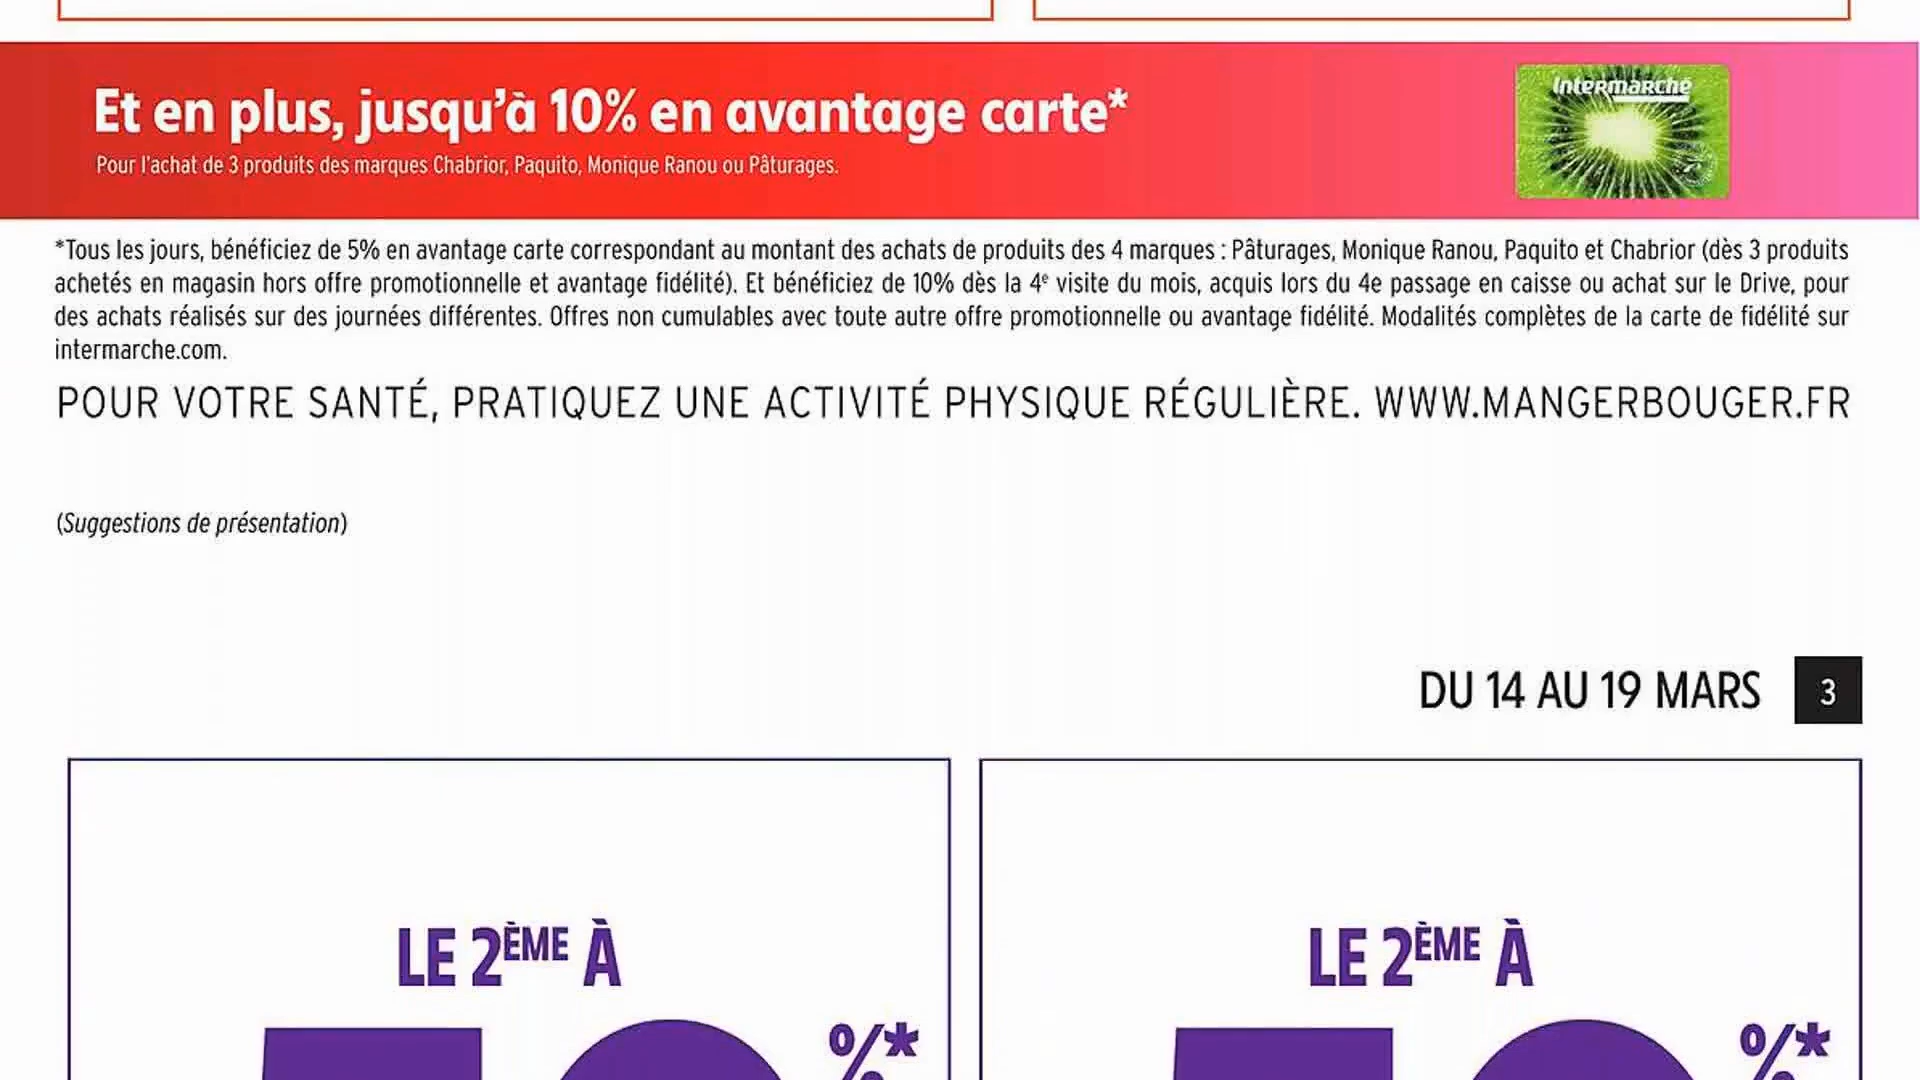 Et en plus, jusqu'à 10% en avantage carte*
Pour l'achat de 3 produits des marques Chabrior, Paquito, Monique Ranou ou Pâturages.
Intermarché
*Tous les jours, bénéficiez de 5% en avantage carte correspondant au montant des achats de produits des 4 marques : Pâturages, Monique Ranou, Paquito et Chabrior (dès 3 produits
achetés en magasin hors offre promotionnelle et avantage fidélité). Et bénéficiez de 10% dès la 4e visite du mois, acquis lors du 4e passage en caisse ou achat sur le Drive, pour
des achats réalisés sur des journées différentes. Offres non cumulables avec toute autre offre promotionnelle ou avantage fidélité. Modalités complètes de la carte de fidélité sur
intermarche.com.
POUR VOTRE SANTÉ, PRATIQUEZ UNE ACTIVITÉ PHYSIQUE RÉGULIÈRE. WWW.MANGERBOUGER.FR
(Suggestions de présentation)
DU 14 AU 19 MARS 3
LE 2ÈME À
%*
LE 2ÈME À
%*